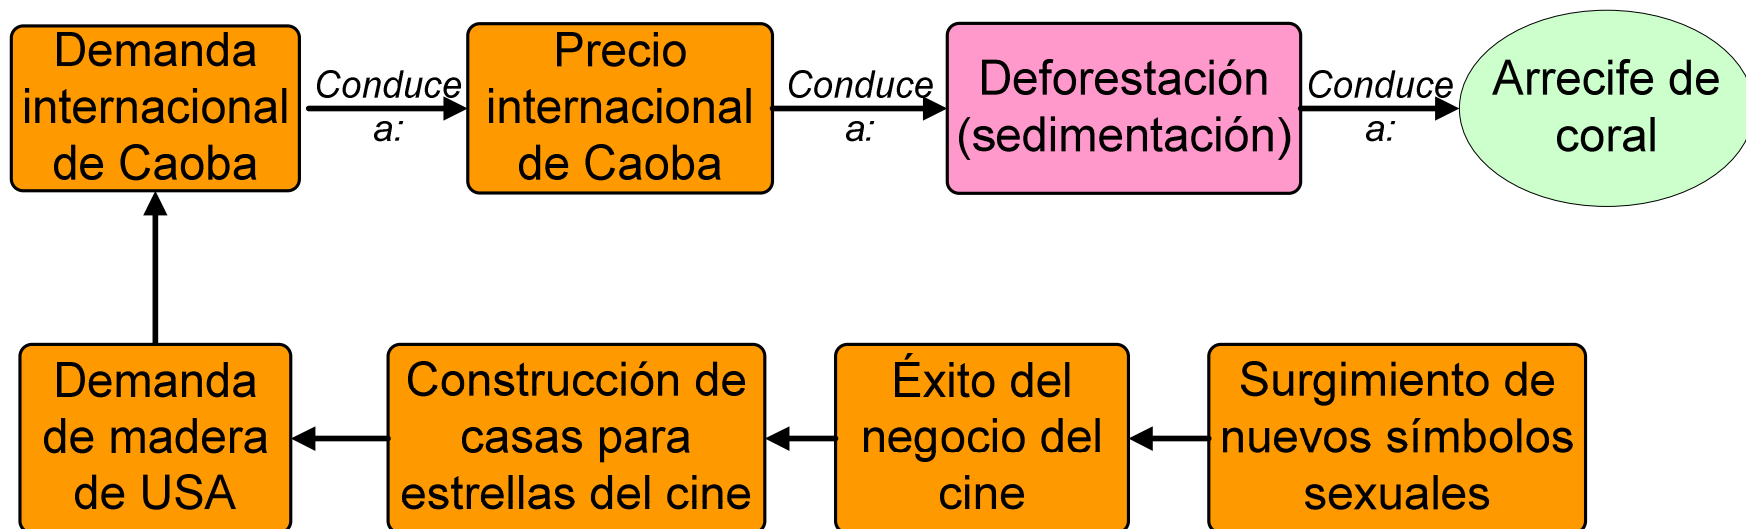 Demanda
internacional
de Caoba
Conduce
a:
Precio
internacional
de Caoba
Conduce
a:
Deforestación
(sedimentación)
Conduce
a:
Arrecife de
coral
Demanda
de madera
de USA
Construcción de
casas para
estrellas del cine
Éxito del
negocio del
cine
Surgimiento de
nuevos símbolos
sexuales